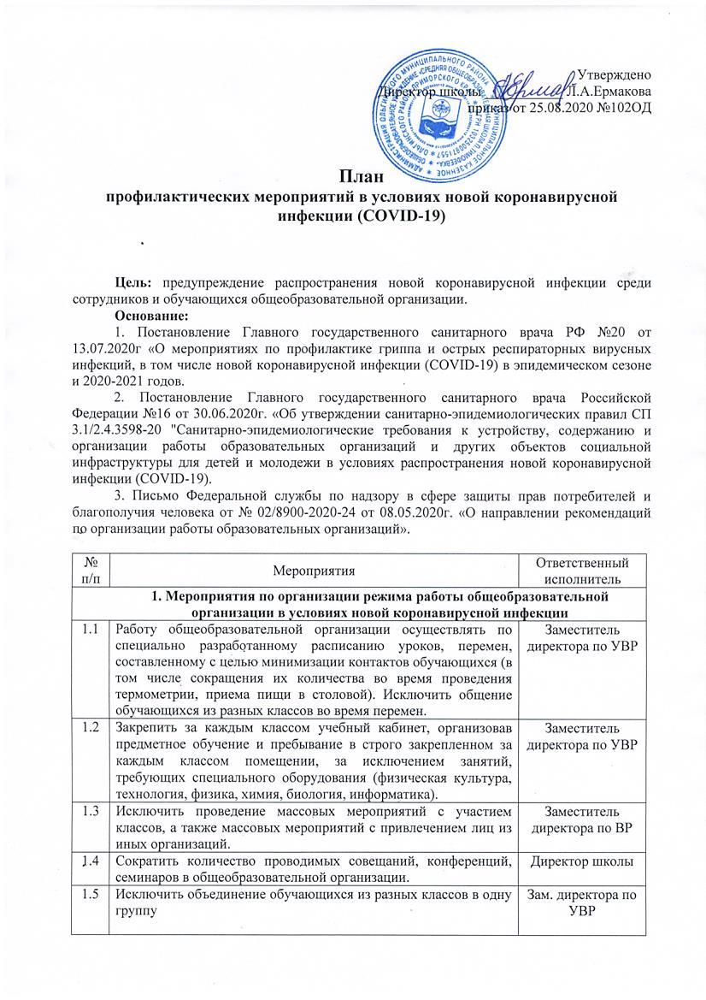 Утверждено
Директор школы Л.А.Ермакова
приказ от 25.08.2020 №102ОД
План
профилактических мероприятий в условиях новой коронавирусной
инфекции (COVID-19)
Цель: предупреждение распространения новой коронавирусной инфекции среди
сотрудников и обучающихся общеобразовательной организации.
Основание:
1. Постановление Главного государственного санитарного врача РФ №20 от
13.07.2020г «О мероприятиях по профилактике гриппа и острых респираторных вирусных
инфекций, в том числе новой коронавирусной инфекции (COVID-19) в эпидемическом сезоне
и 2020-2021 годов.
2. Постановление Главного государственного санитарного врача Российской
Федерации №16 от 30.06.2020г. «Об утверждении санитарно-эпидемиологических правил СП
3.1/2.4.3598-20 "Санитарно-эпидемиологические требования к устройству, содержанию и
организации работы образовательных организаций и других объектов социальной
инфраструктуры для детей и молодежи в условиях распространения новой коронавирусной
инфекции (COVID-19).
3. Письмо Федеральной службы по надзору в сфере защиты прав потребителей и
благополучия человека от № 02/8900-2020-24 от 08.05.2020г. «О направлении рекомендаций
по организации работы образовательных организаций».
№ п/п Мероприятия Ответственный исполнитель
1. Мероприятия по организации режима работы общеобразовательной
организации в условиях новой коронавирусной инфекции
1.1 Работу общеобразовательной организации осуществлять по Заместитель
специально разработанному расписанию уроков, перемен, директора по УВР
составленному с целью минимизации контактов обучающихся (в
том числе сокращения их количества во время проведения
термометрии, приема пищи в столовой). Исключить общение
обучающихся из разных классов во время перемен.
1.2 Закрепить за каждым классом учебный кабинет, организовав Заместитель
предметное обучение и пребывание в строго закрепленном за директора по УВР
каждым классом помещении, за исключением занятий,
требующих специального оборудования (физическая культура,
технология, физика, химия, биология, информатика).
1.3 Исключить проведение массовых мероприятий с участием Заместитель
классов, а также массовых мероприятий с привлечением лиц из директора по ВР
иных организаций.
1.4 Сократить количество проводимых совещаний, конференций, Директор школы
семинаров в общеобразовательной организации.
1.5 Исключить объединение обучающихся из разных классов в одну Зам. директора по
группу УВР